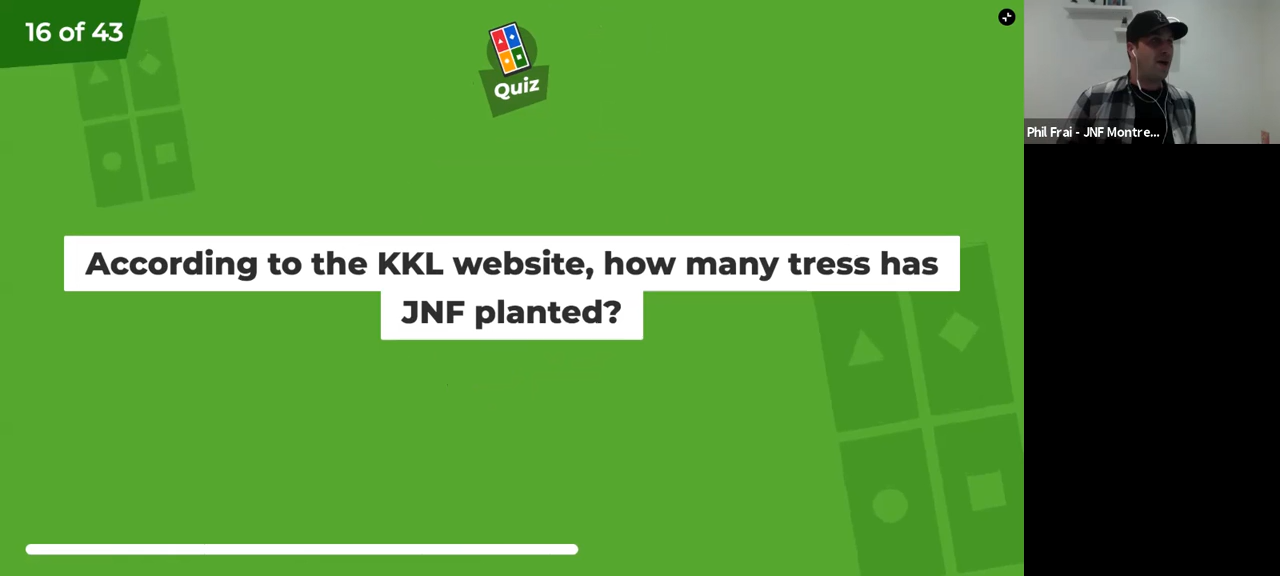 16 of 43
Quiz
According to the KKL website, how many tress has
JNF planted?
Phil Frai - JNF Montre...